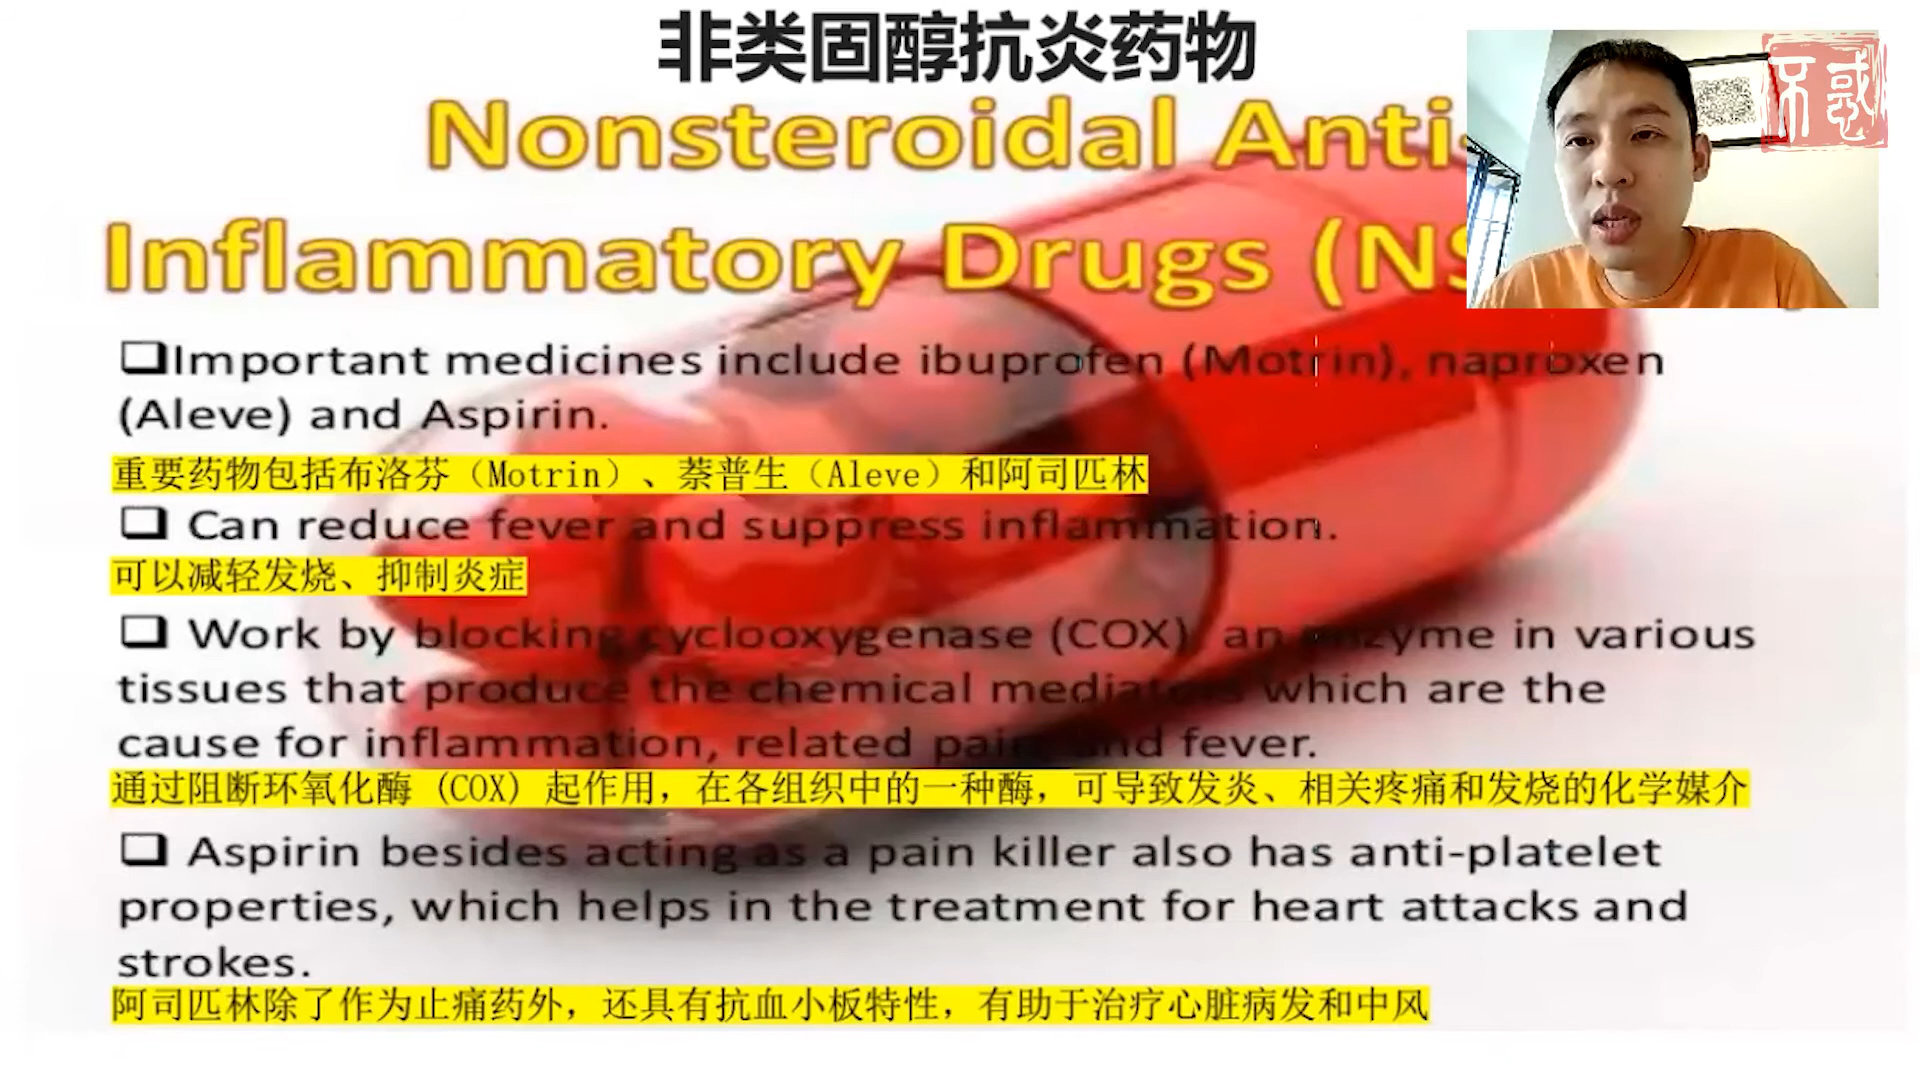 非类固醇抗炎药物
Nonsteroidal Anti-
Inflammatory Drugs (NS
❑Important medicines include ibuprofen (Motrin), naproxen
(Aleve) and Aspirin.
重要药物包括布洛芬（Motrin）、萘普生（Aleve）和阿司匹林
❑ Can reduce fever and suppress inflammation.
可以减轻发烧、抑制炎症
❑ Work by blocking cyclooxygenase (COX), an enzyme in various
tissues that produce the chemical mediators which are the
cause for inflammation, related pain, and fever.
通过阻断环氧化酶 (COX) 起作用，在各组织中的一种酶，可导致发炎、相关疼痛和发烧的化学媒介
❑ Aspirin besides acting as a pain killer also has anti-platelet
properties, which helps in the treatment for heart attacks and
strokes.
阿司匹林除了作为止痛药外，还具有抗血小板特性，有助于治疗心脏病发和中风
不惑